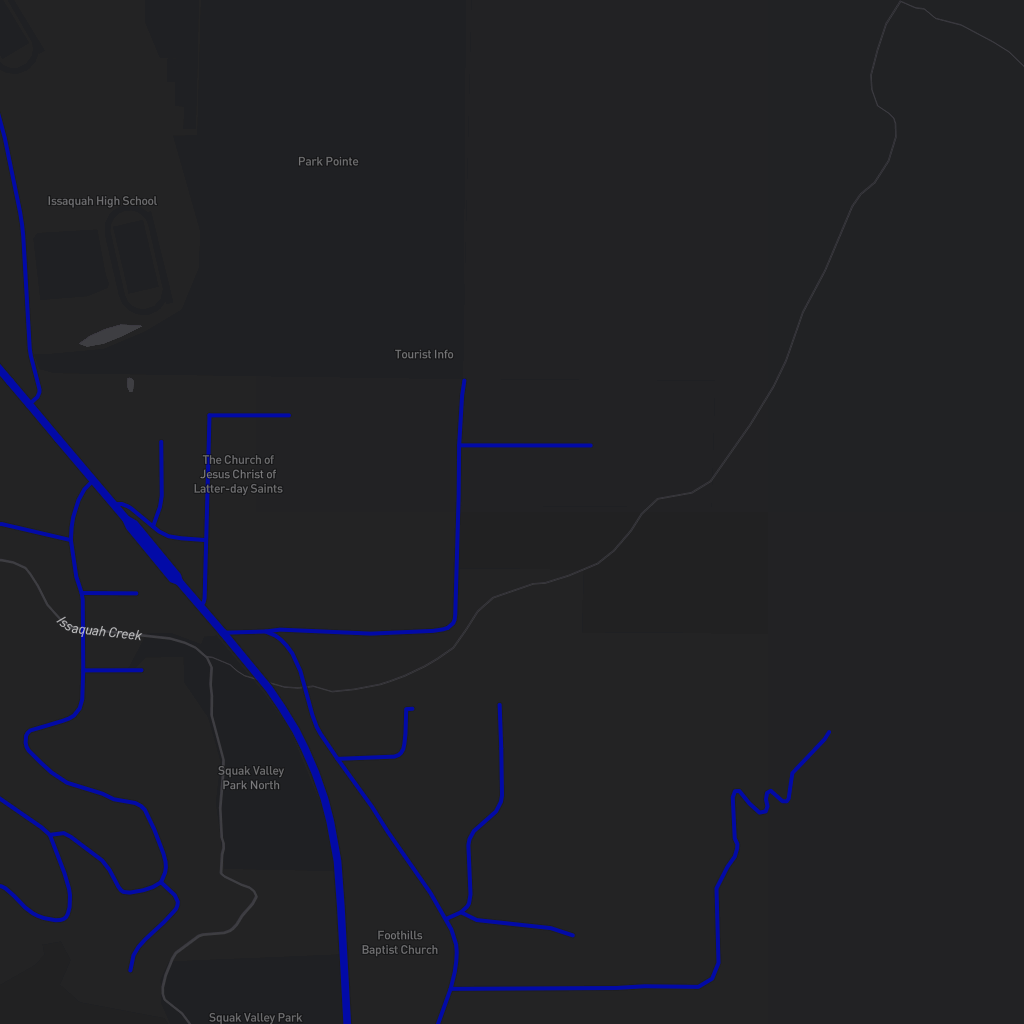 Park Pointe
Issaquah High School
Tourist Info
The Church of
Jesus Christ of
Latter-day Saints
Issaquah Creek
Squak Valley
Park North
Foothills
Baptist Church
Squak Valley Park